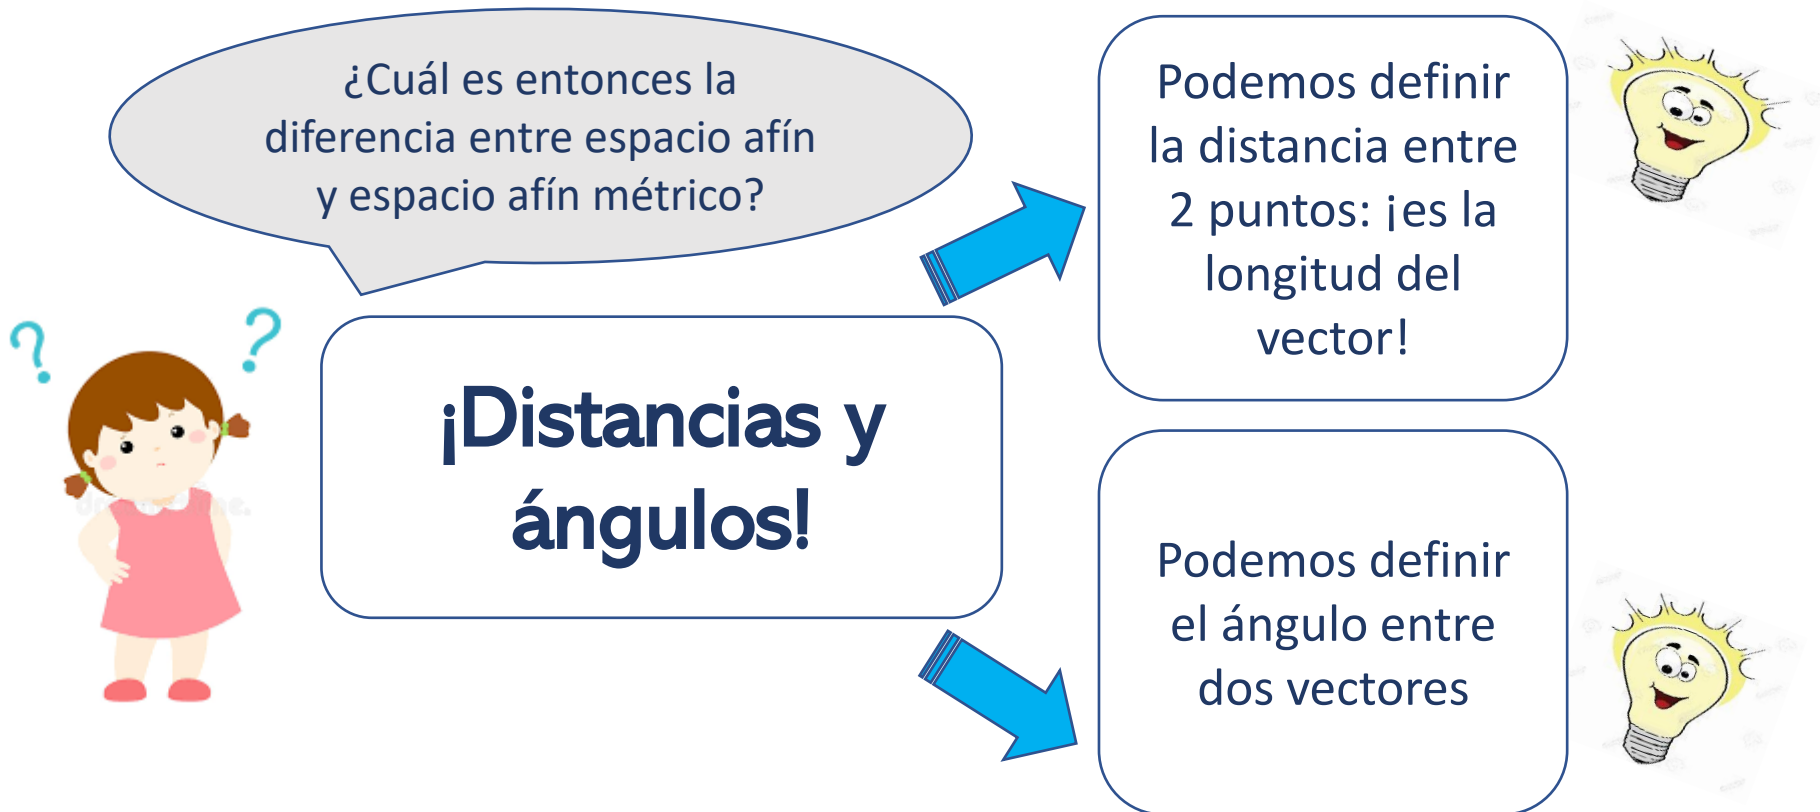 ¿Cuál es entonces la
diferencia entre espacio afín
y espacio afín métrico?
¡Distancias y
ángulos!
Podemos definir
la distancia entre
2 puntos: ¡es la
longitud del
vector!
Podemos definir
el ángulo entre
dos vectores